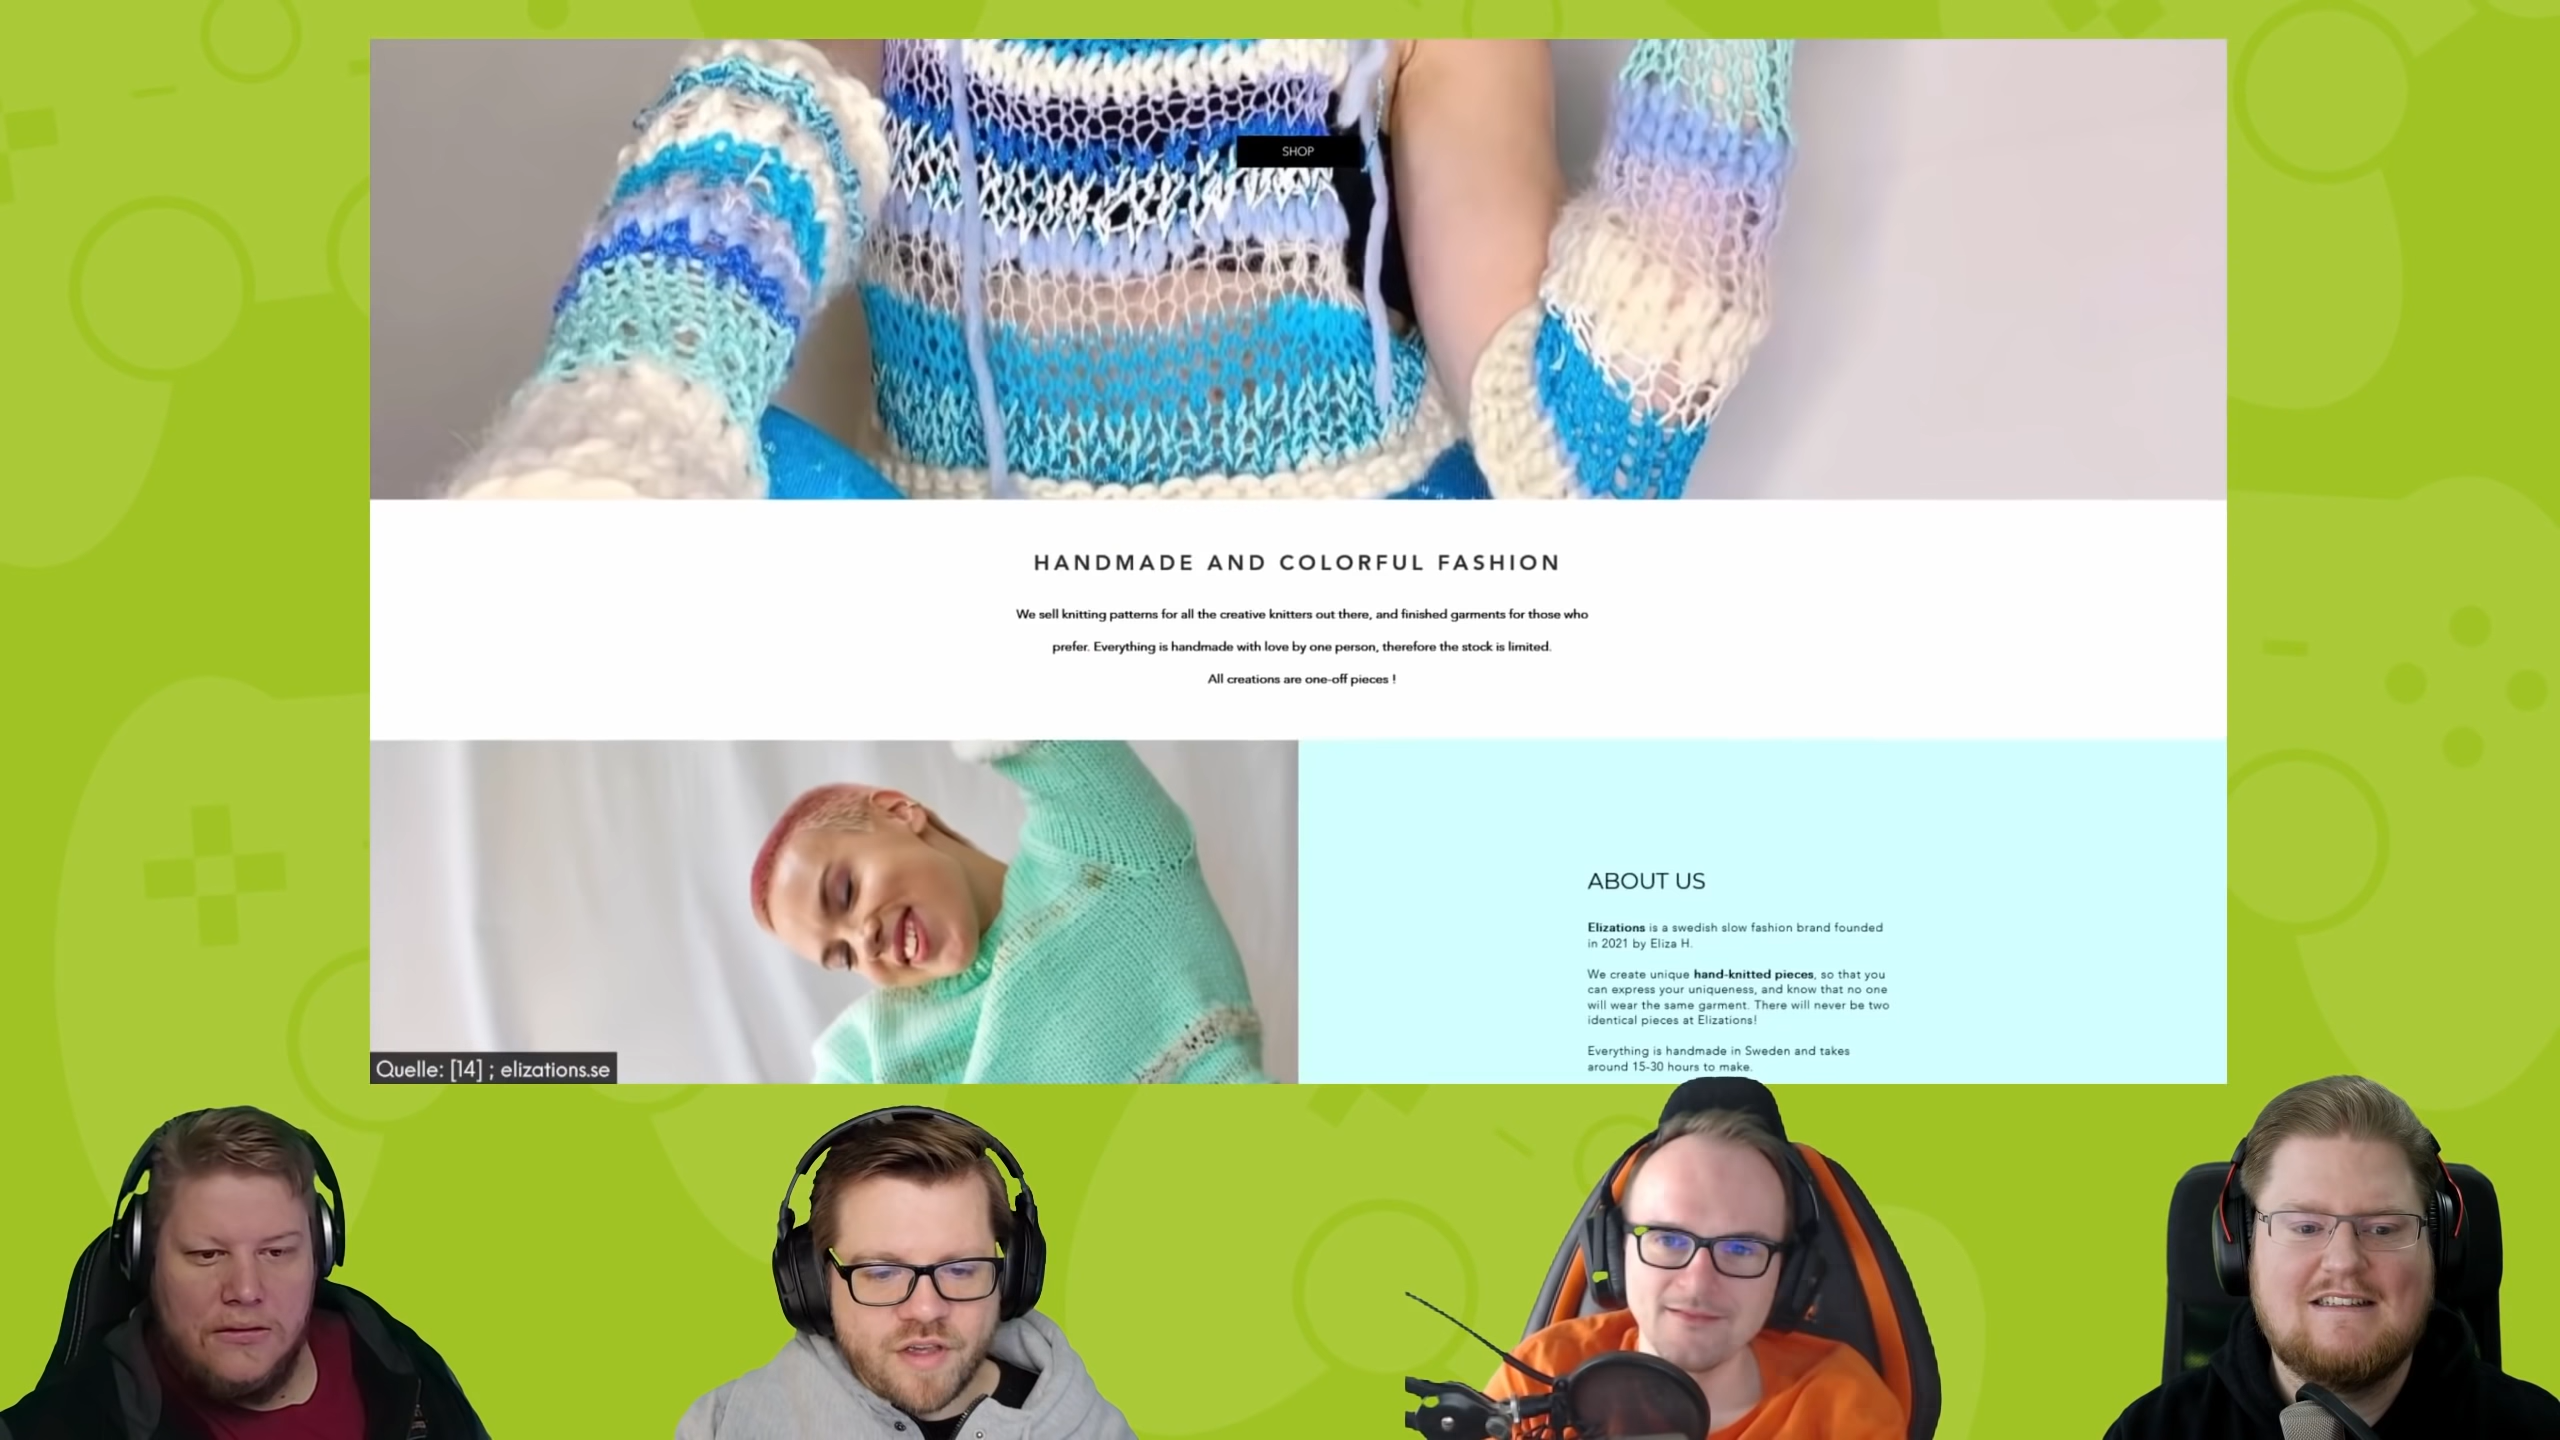 SHOP
HANDMADE AND COLORFUL FASHION
We sell knitting patterns for all the creative knitters out there, and finished garments for those who
prefer. Everything is handmade with love by one person, therefore the stock is limited.
All creations are one-off pieces !
ABOUT US
Elizations is a swedish slow fashion brand founded
in 2021 by Eliza H.
We create unique hand-knitted pieces, so that you
can express your uniqueness, and know that no one
will wear the same garment. There will never be two
identical pieces at Elizations!
Everything is handmade in Sweden and takes
around 15-30 hours to make.
Quelle: [14] ; elizations.se